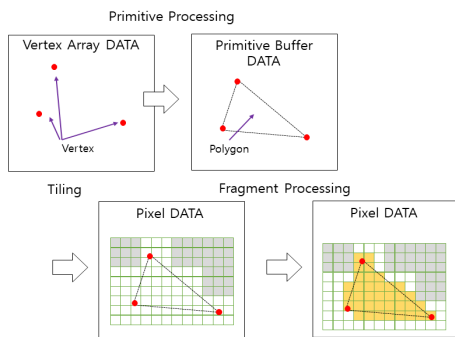 Primitive Processing
Vertex Array DATA
Primitive Buffer
DATA
Vertex
Polygon
Tiling
Fragment Processing
Pixel DATA
Pixel DATA